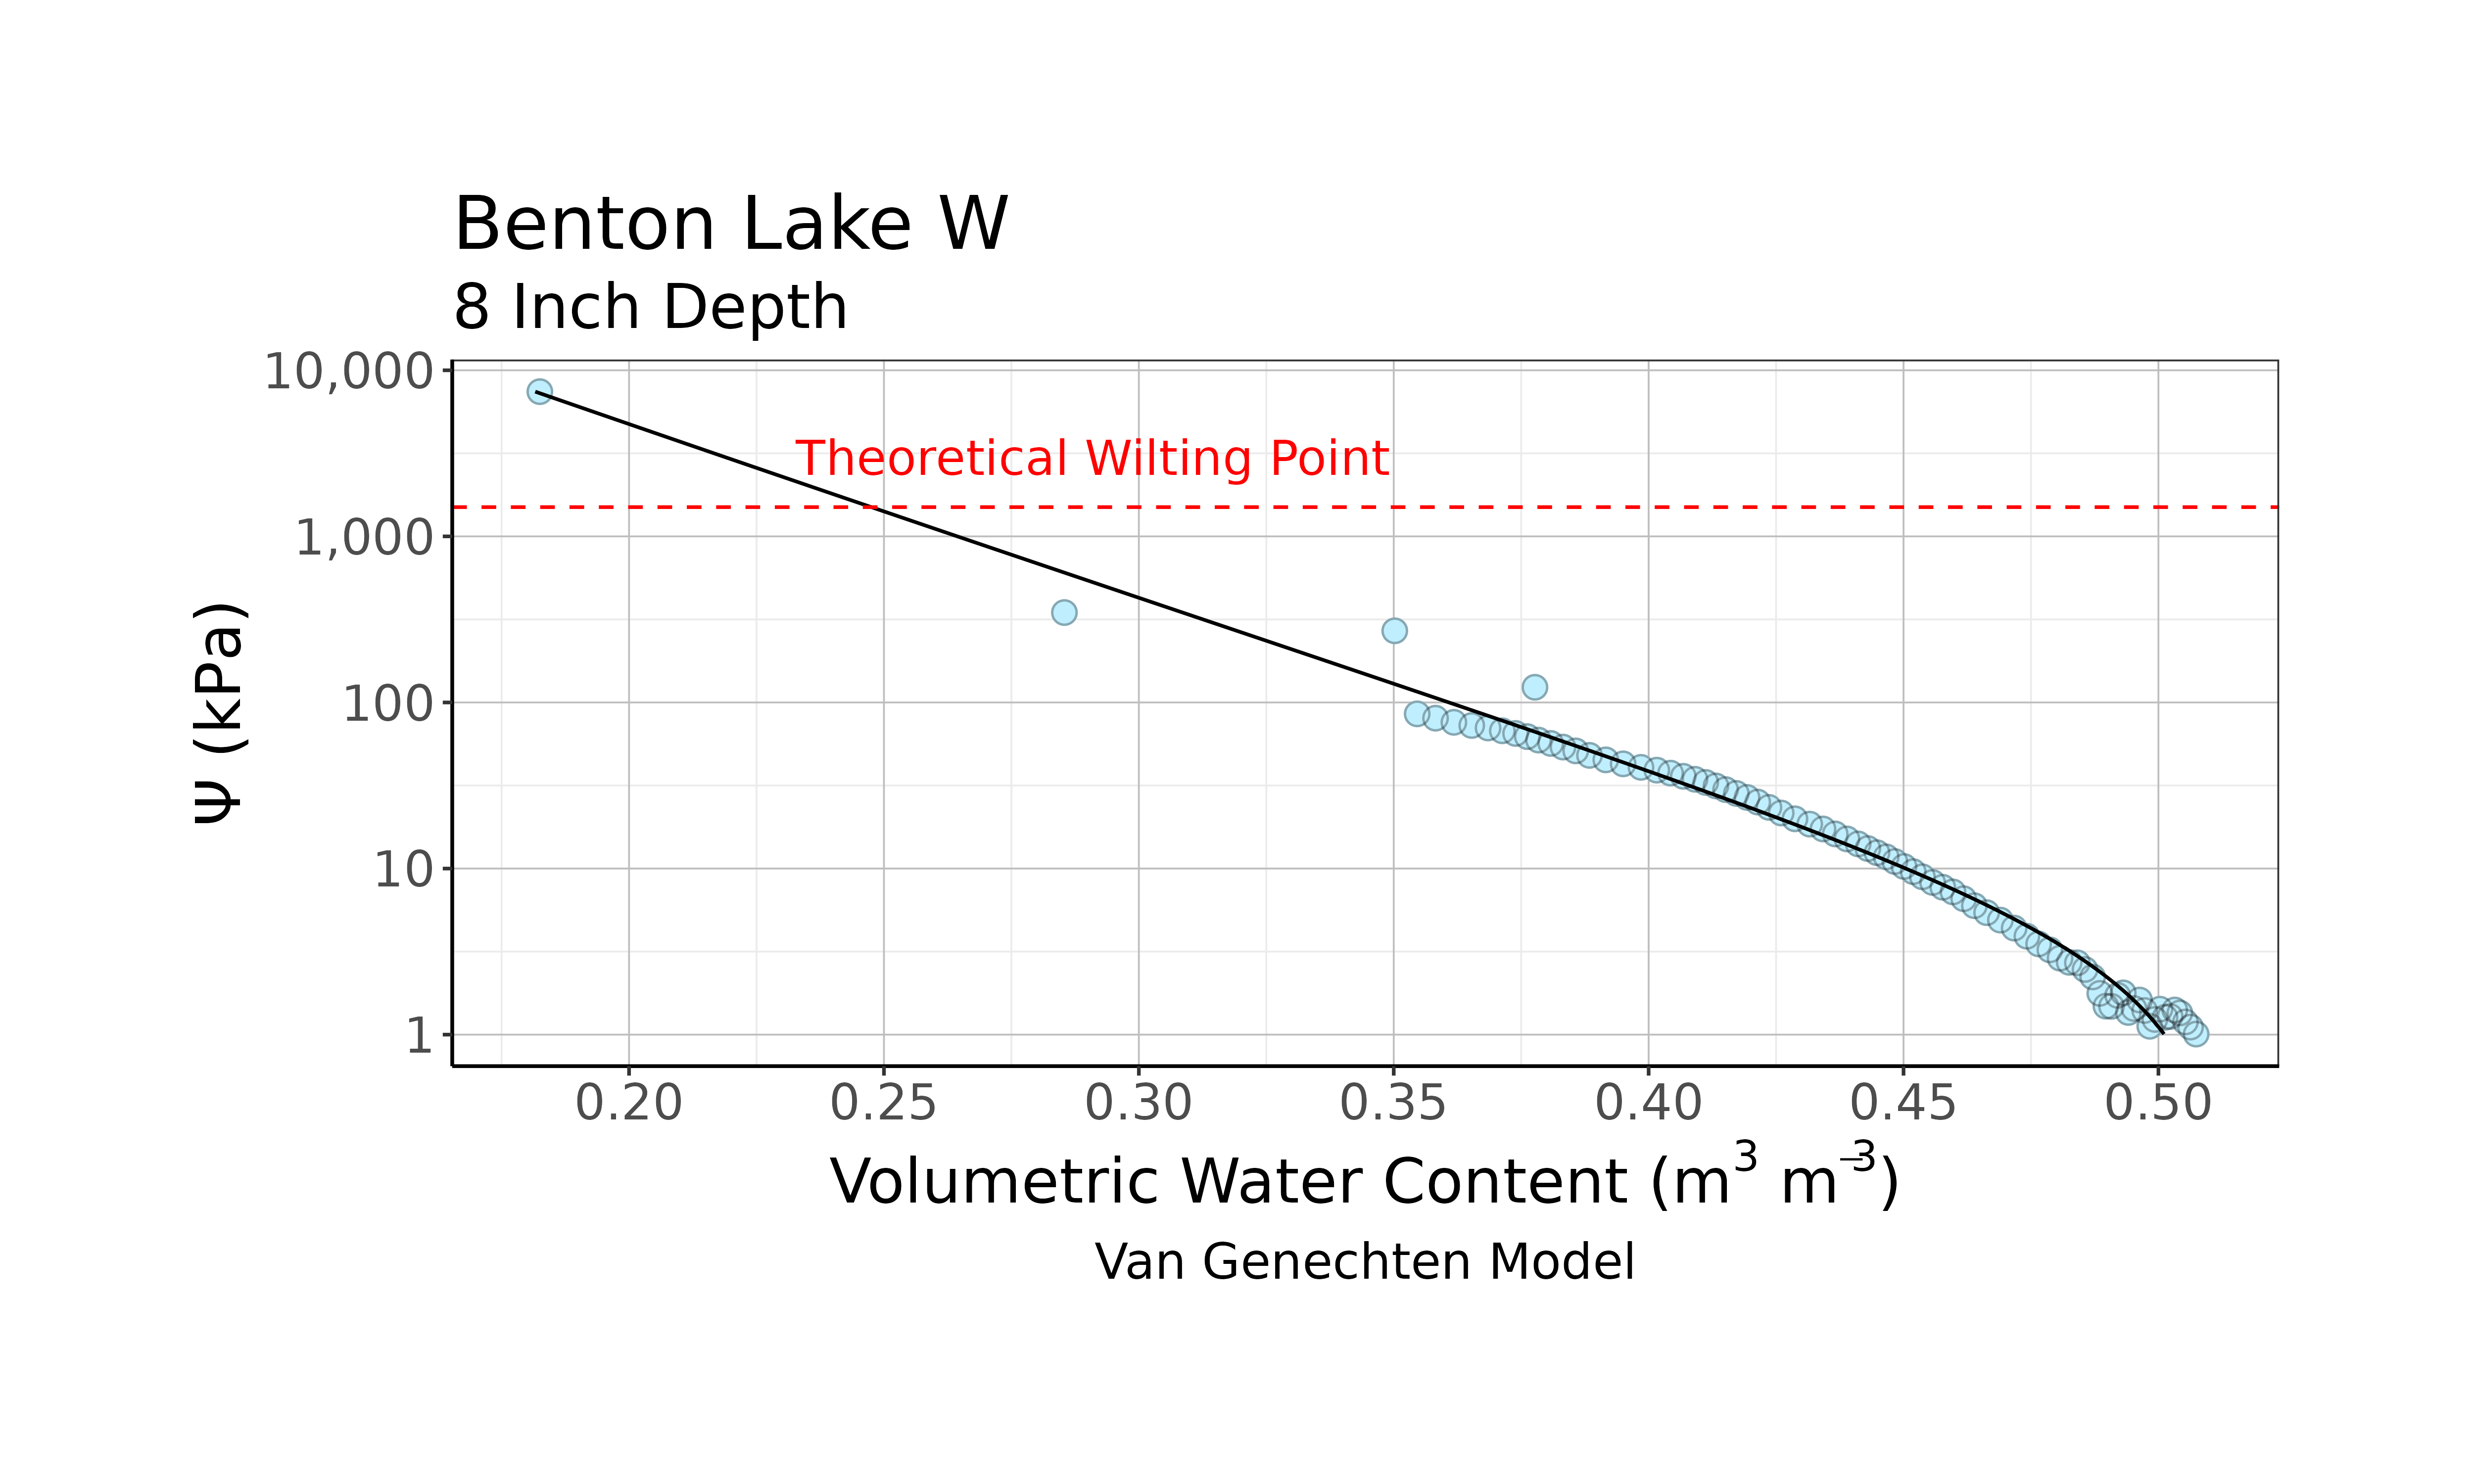 Benton Lake W
8 Inch Depth
10,000
1,000
100
10
1
Ψ (kPa)
Theoretical Wilting Point
0.20 0.25 0.30 0.35 0.40 0.45 0.50
Volumetric Water Content (m³ m⁻³)
Van Genechten Model